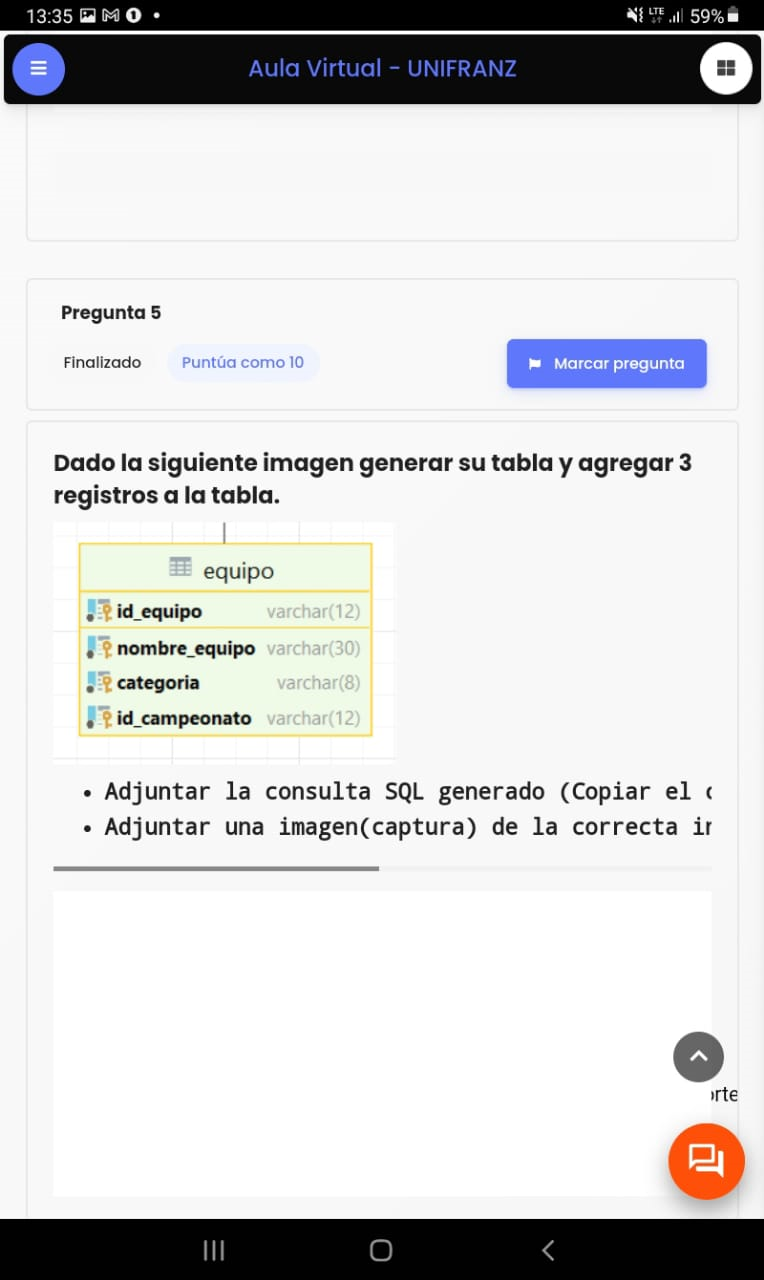 13:35
LTE
59%
Aula Virtual - UNIFRANZ
Pregunta 5
Finalizado
Puntúa como 10
Marcar pregunta
Dado la siguiente imagen generar su tabla y agregar 3
registros a la tabla.
equipo
id_equipo varchar(12)
nombre_equipo varchar(30)
categoria varchar(8)
id_campeonato varchar(12)
• Adjuntar la consulta SQL generado (Copiar el
• Adjuntar una imagen(captura) de la correcta